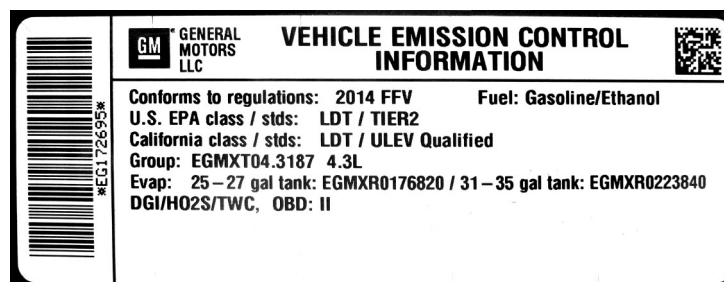 *EG172695*
GM GENERAL MOTORS LLC
VEHICLE EMISSION CONTROL
INFORMATION
Conforms to regulations: 2014 FFV Fuel: Gasoline/Ethanol
U.S. EPA class / stds: LDT / TIER2
California class / stds: LDT / ULEV Qualified
Group: EGMXT04.3187 4.3L
Evap: 25–27 gal tank: EGMXR0176820 / 31–35 gal tank: EGMXR0223840
DGI/HO2S/TWC, OBD: II